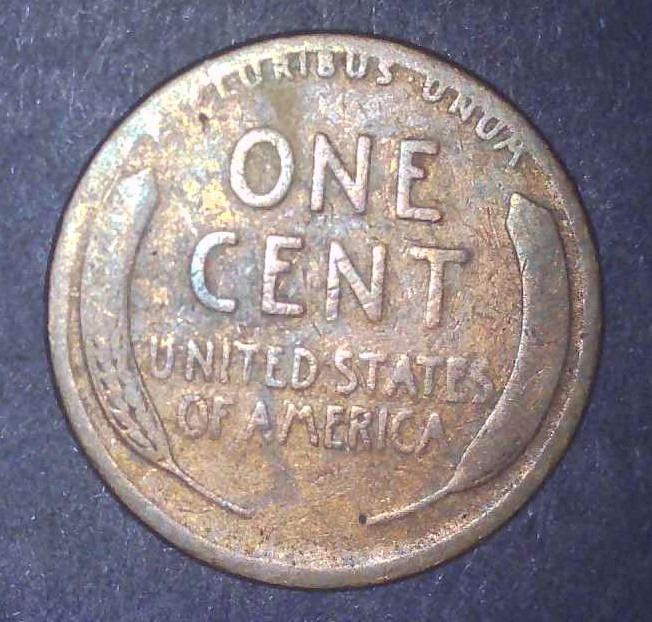 PLURIBUS · UNUM
ONE
CENT
UNITED STATES
OF AMERICA